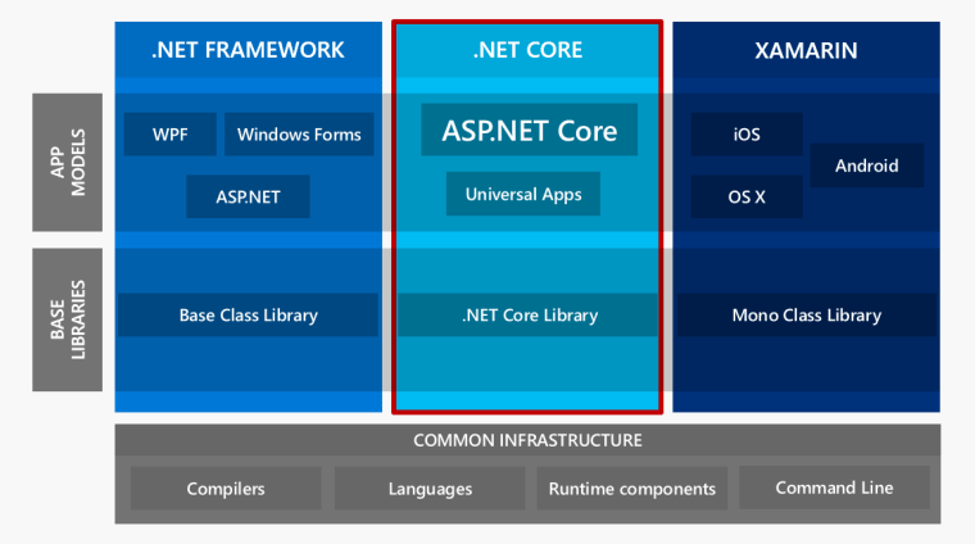 .NET FRAMEWORK
.NET CORE
XAMARIN
APP
MODELS
WPF
Windows Forms
ASP.NET
ASP.NET Core
Universal Apps
iOS
Android
OS X
BASE
LIBRARIES
Base Class Library
.NET Core Library
Mono Class Library
COMMON INFRASTRUCTURE
Compilers
Languages
Runtime components
Command Line